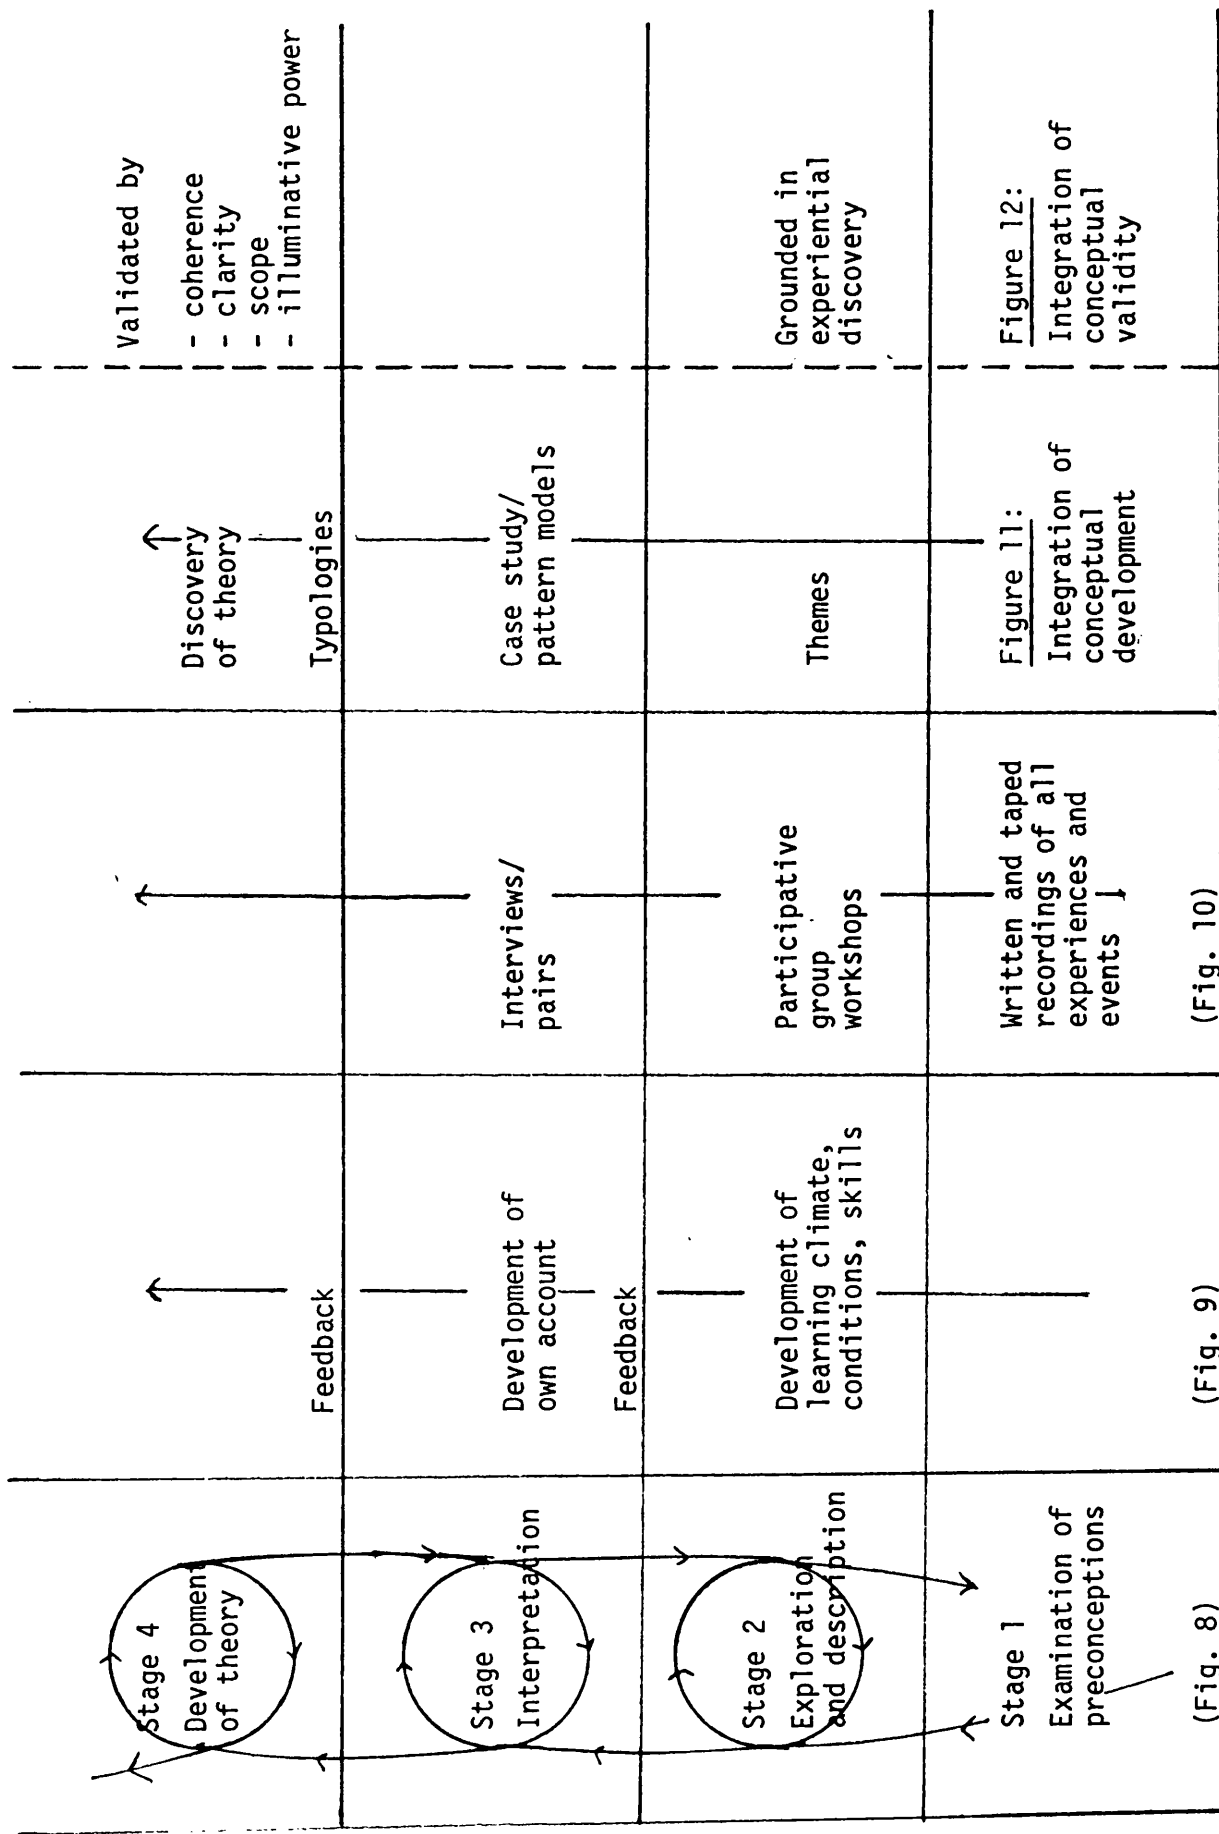 Stage 4
Development
of theory
Feedback
Discovery
of theory
Typologies
Validated by
- coherence
- clarity
- scope
- illuminative power
Stage 3
Interpretation
Development of
own account
Feedback
Interviews/
pairs
Case study/
pattern models
Stage 2
Exploration
and description
Development of
learning climate,
conditions, skills
Participative
group
workshops
Themes
Grounded in
experiential
discovery
Stage 1
Examination of
preconceptions
Written and taped
recordings of all
experiences and
events
Figure 11:
Integration of
conceptual
development
Figure 12:
Integration of
conceptual
validity
(Fig. 8)
(Fig. 9)
(Fig. 10)